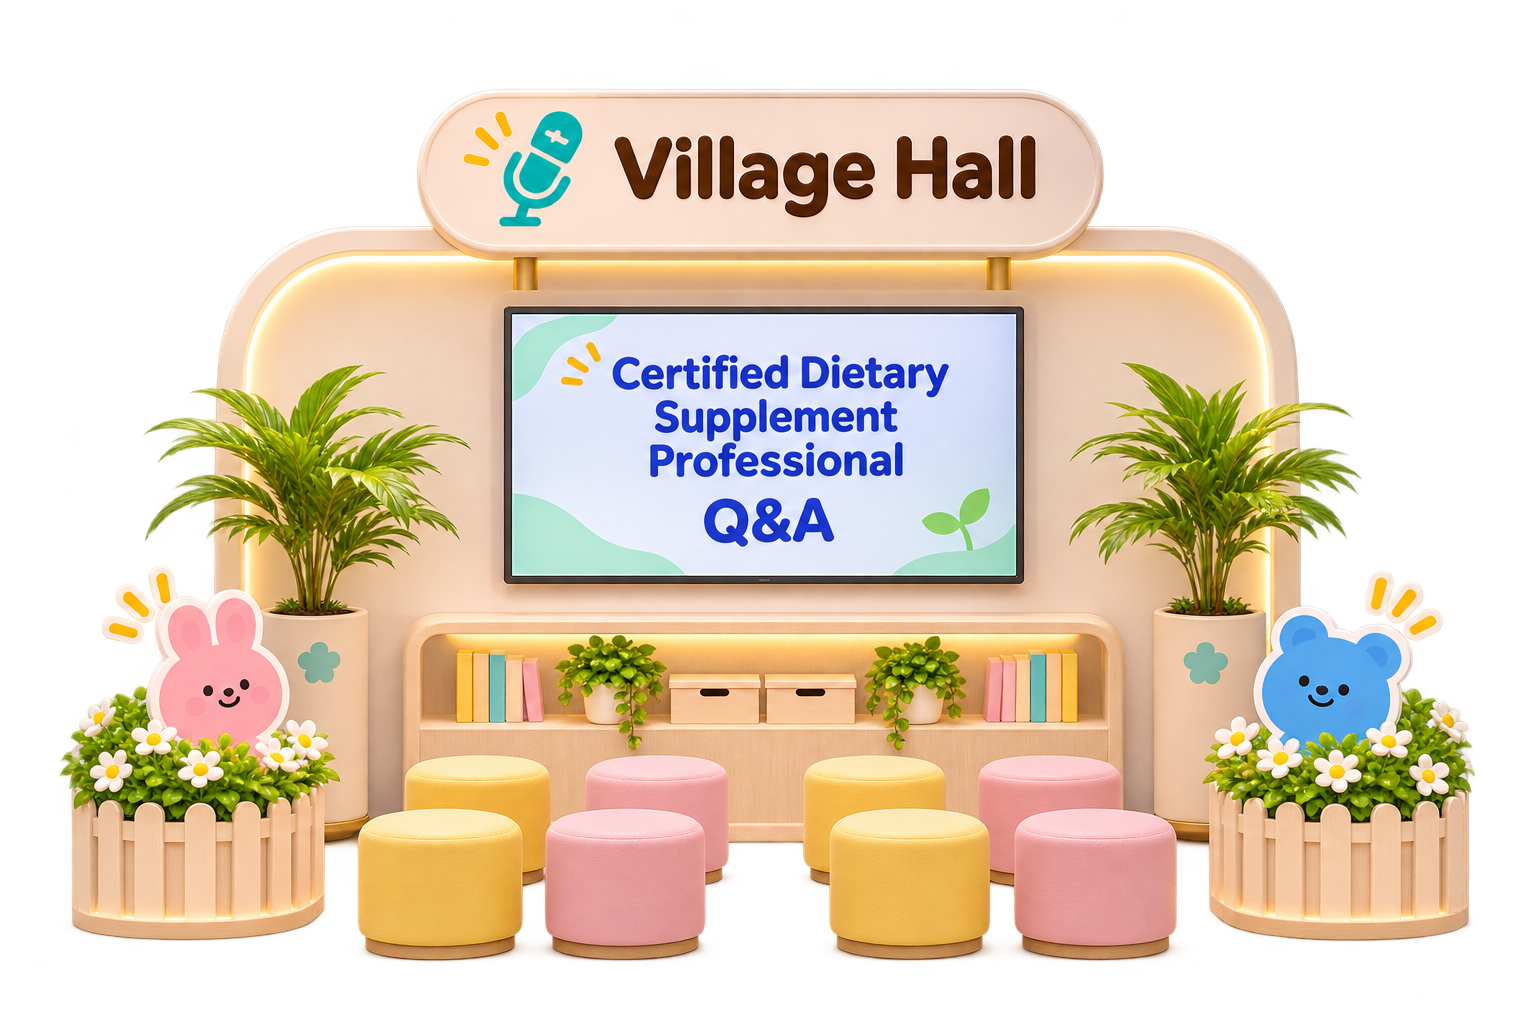 Village Hall
Certified Dietary
Supplement
Professional
Q&A